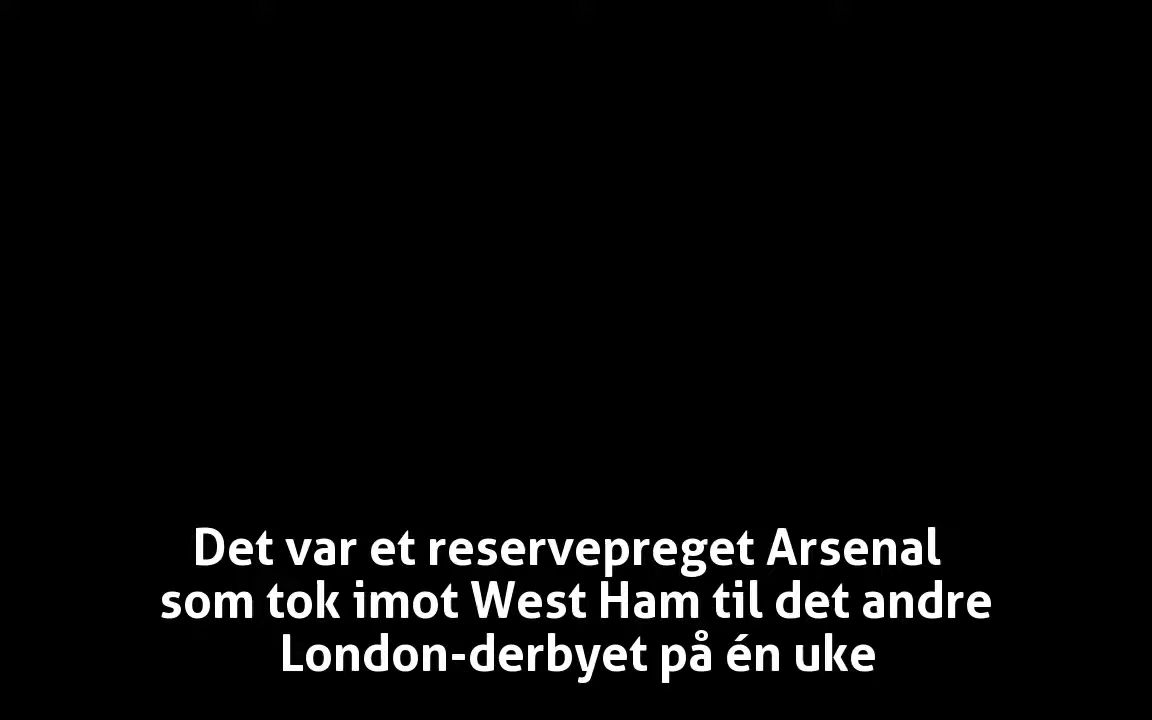 Det var et reservepreget Arsenal
som tok imot West Ham til det andre
London-derbyet på én uke